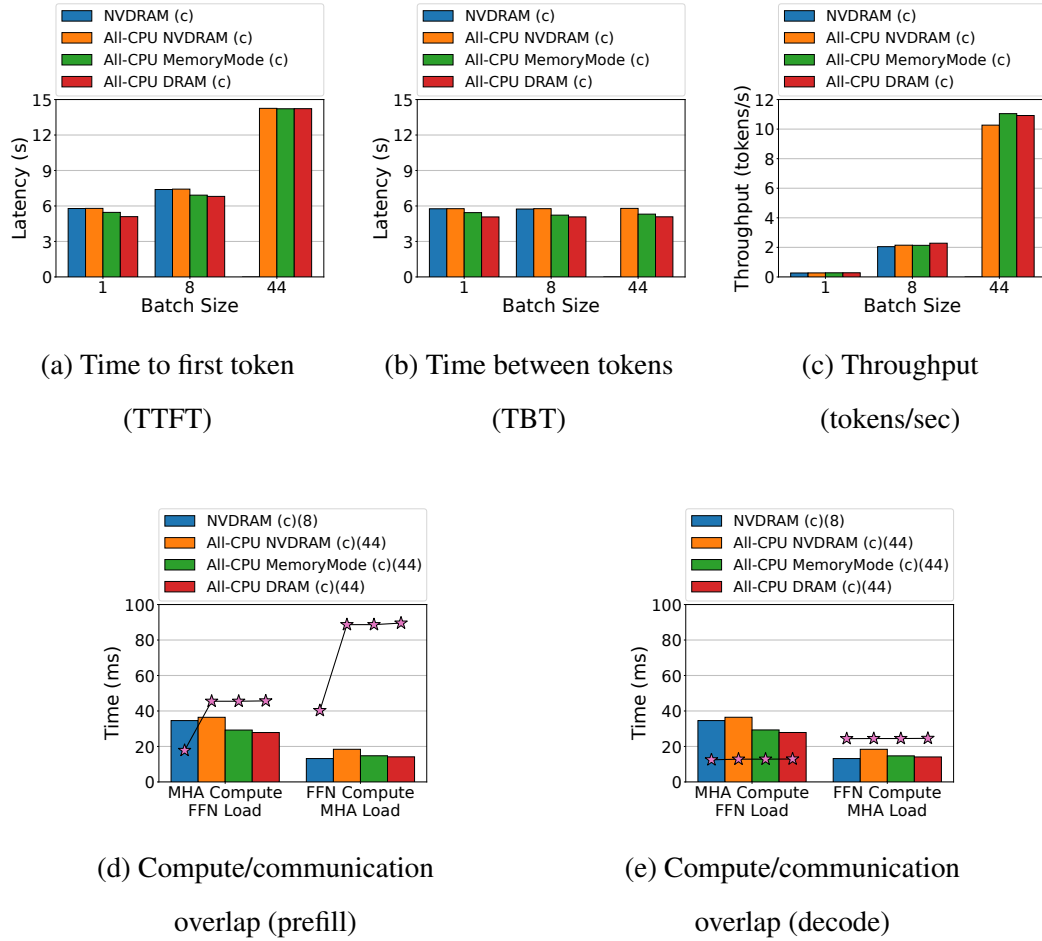 NVDRAM (c)
All-CPU NVDRAM (c)
All-CPU MemoryMode (c)
All-CPU DRAM (c)
15
12
9
6
3
0
Latency (s)
1
8
44
Batch Size
(a) Time to first token
(TTFT)
NVDRAM (c)
All-CPU NVDRAM (c)
All-CPU MemoryMode (c)
All-CPU DRAM (c)
15
12
9
6
3
0
Latency (s)
1
8
44
Batch Size
(b) Time between tokens
(TBT)
NVDRAM (c)
All-CPU NVDRAM (c)
All-CPU MemoryMode (c)
All-CPU DRAM (c)
12
10
8
6
4
2
0
Throughput (tokens/s)
1
8
44
Batch Size
(c) Throughput
(tokens/sec)
NVDRAM (c)(8)
All-CPU NVDRAM (c)(44)
All-CPU MemoryMode (c)(44)
All-CPU DRAM (c)(44)
100
80
60
40
20
0
Time (ms)
MHA Compute
FFN Load
FFN Compute
MHA Load
(d) Compute/communication
overlap (prefill)
NVDRAM (c)(8)
All-CPU NVDRAM (c)(44)
All-CPU MemoryMode (c)(44)
All-CPU DRAM (c)(44)
100
80
60
40
20
0
Time (ms)
MHA Compute
FFN Load
FFN Compute
MHA Load
(e) Compute/communication
overlap (decode)